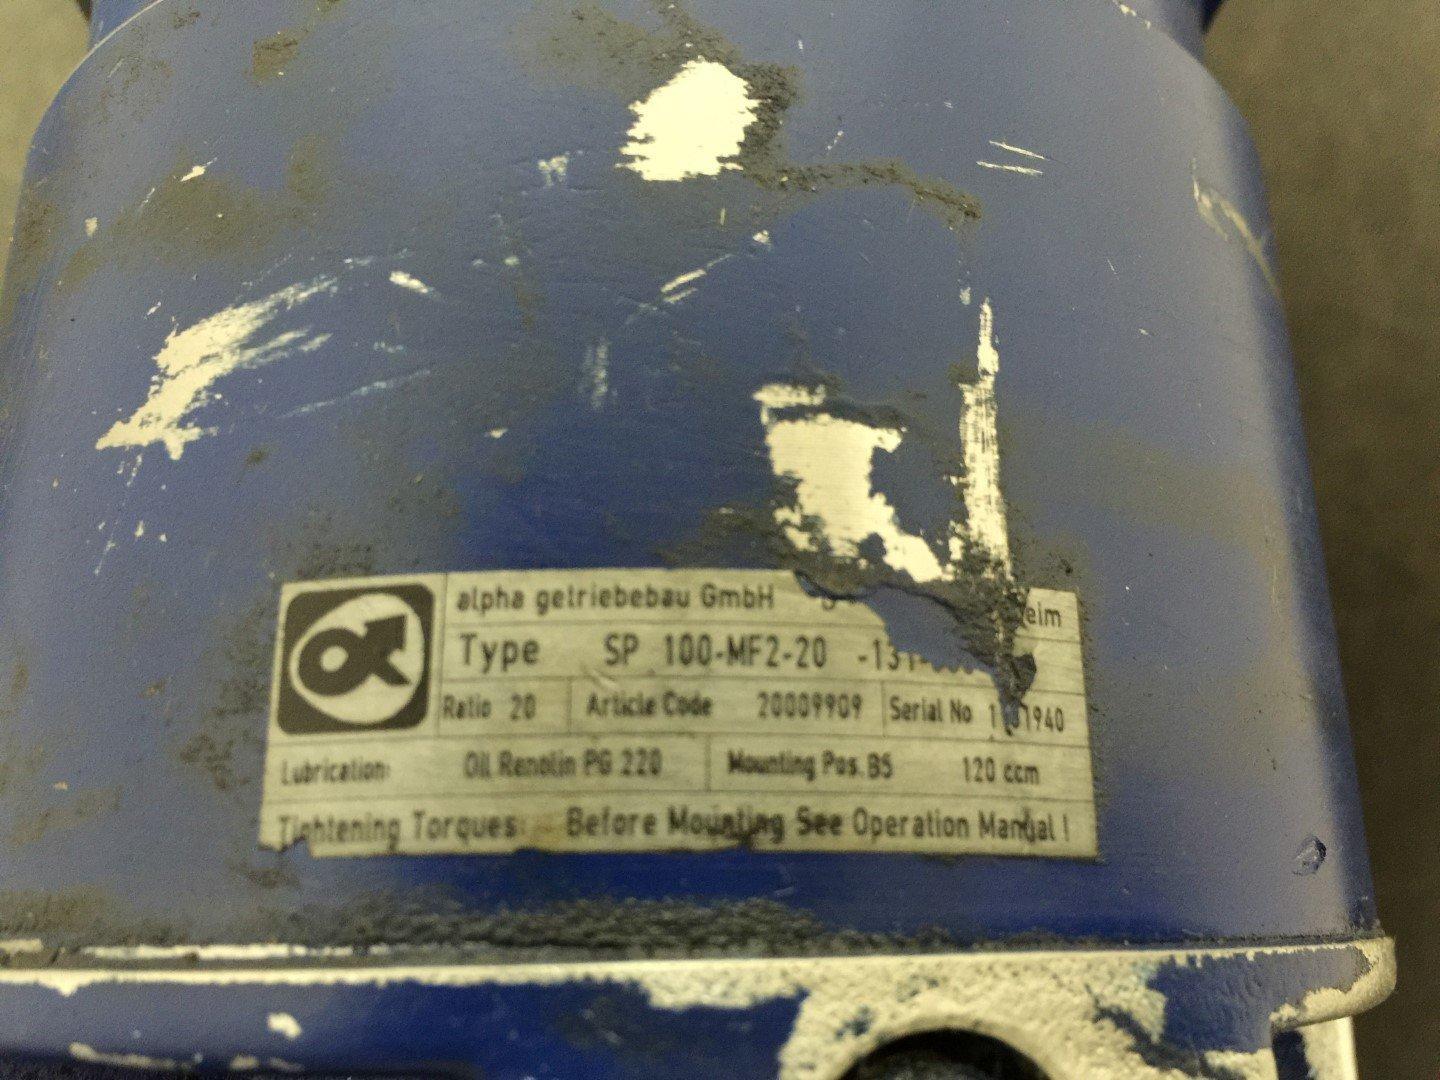 alpha getriebebau GmbH
Type SP 100-MF2-20
Ratio 20 Article Code 20009909 Serial No
Lubrication: Oil Renolin PG 220 Mounting Pos. B5 120 ccm
Tightening Torques: Before Mounting See Operation Manual !